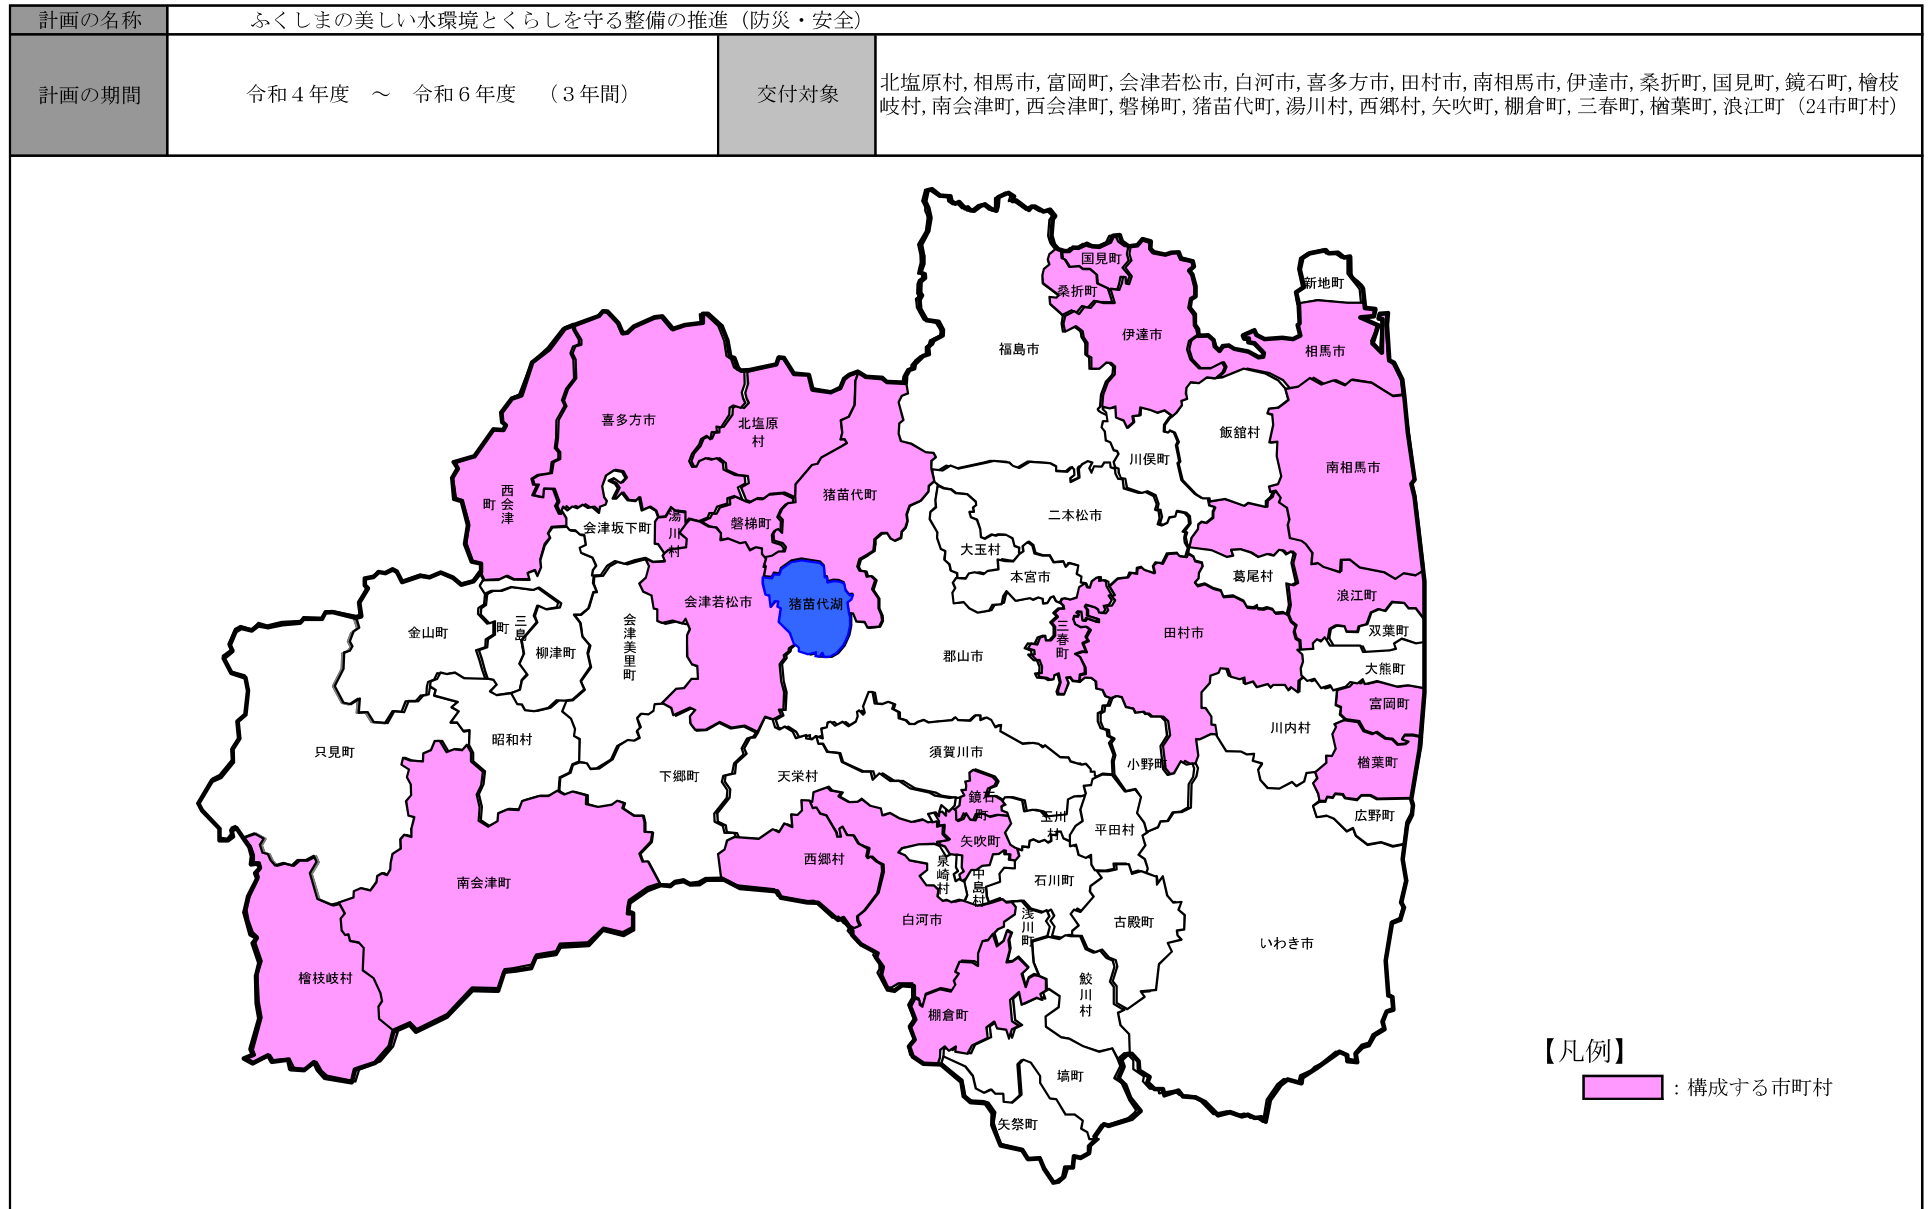 計画の名称
ふくしまの美しい水環境とくらしを守る整備の推進（防災・安全）
計画の期間
令和４年度　～　令和６年度　（３年間）
交付対象
北塩原村, 相馬市, 富岡町, 会津若松市, 白河市, 喜多方市, 田村市, 南相馬市, 伊達市, 桑折町, 国見町, 鏡石町, 檜枝
岐村, 南会津町, 西会津町, 磐梯町, 猪苗代町, 湯川村, 西郷村, 矢吹町, 棚倉町, 三春町, 楢葉町, 浪江町（24市町村）
国見町
桑折町
新地町
伊達市
福島市
相馬市
喜多方市
北塩原
村
飯舘村
川俣町
南相馬市
西会津
町
猪苗代町
会津坂下町
湯川村
磐梯町
二本松市
大玉村
本宮市
葛尾村
浪江町
会津若松市
猪苗代湖
三島
町
金山町
柳津町
会津美里町
三春町
田村市
双葉町
郡山市
大熊町
富岡町
川内村
只見町
昭和村
下郷町
天栄村
須賀川市
小野町
楢葉町
鏡石
町
玉川
村
平田村
広野町
矢吹町
西郷村
泉崎村
中島村
石川町
南会津町
白河市
浅川町
古殿町
いわき市
檜枝岐村
鮫川村
棚倉町
塙町
矢祭町
【凡例】
：構成する市町村